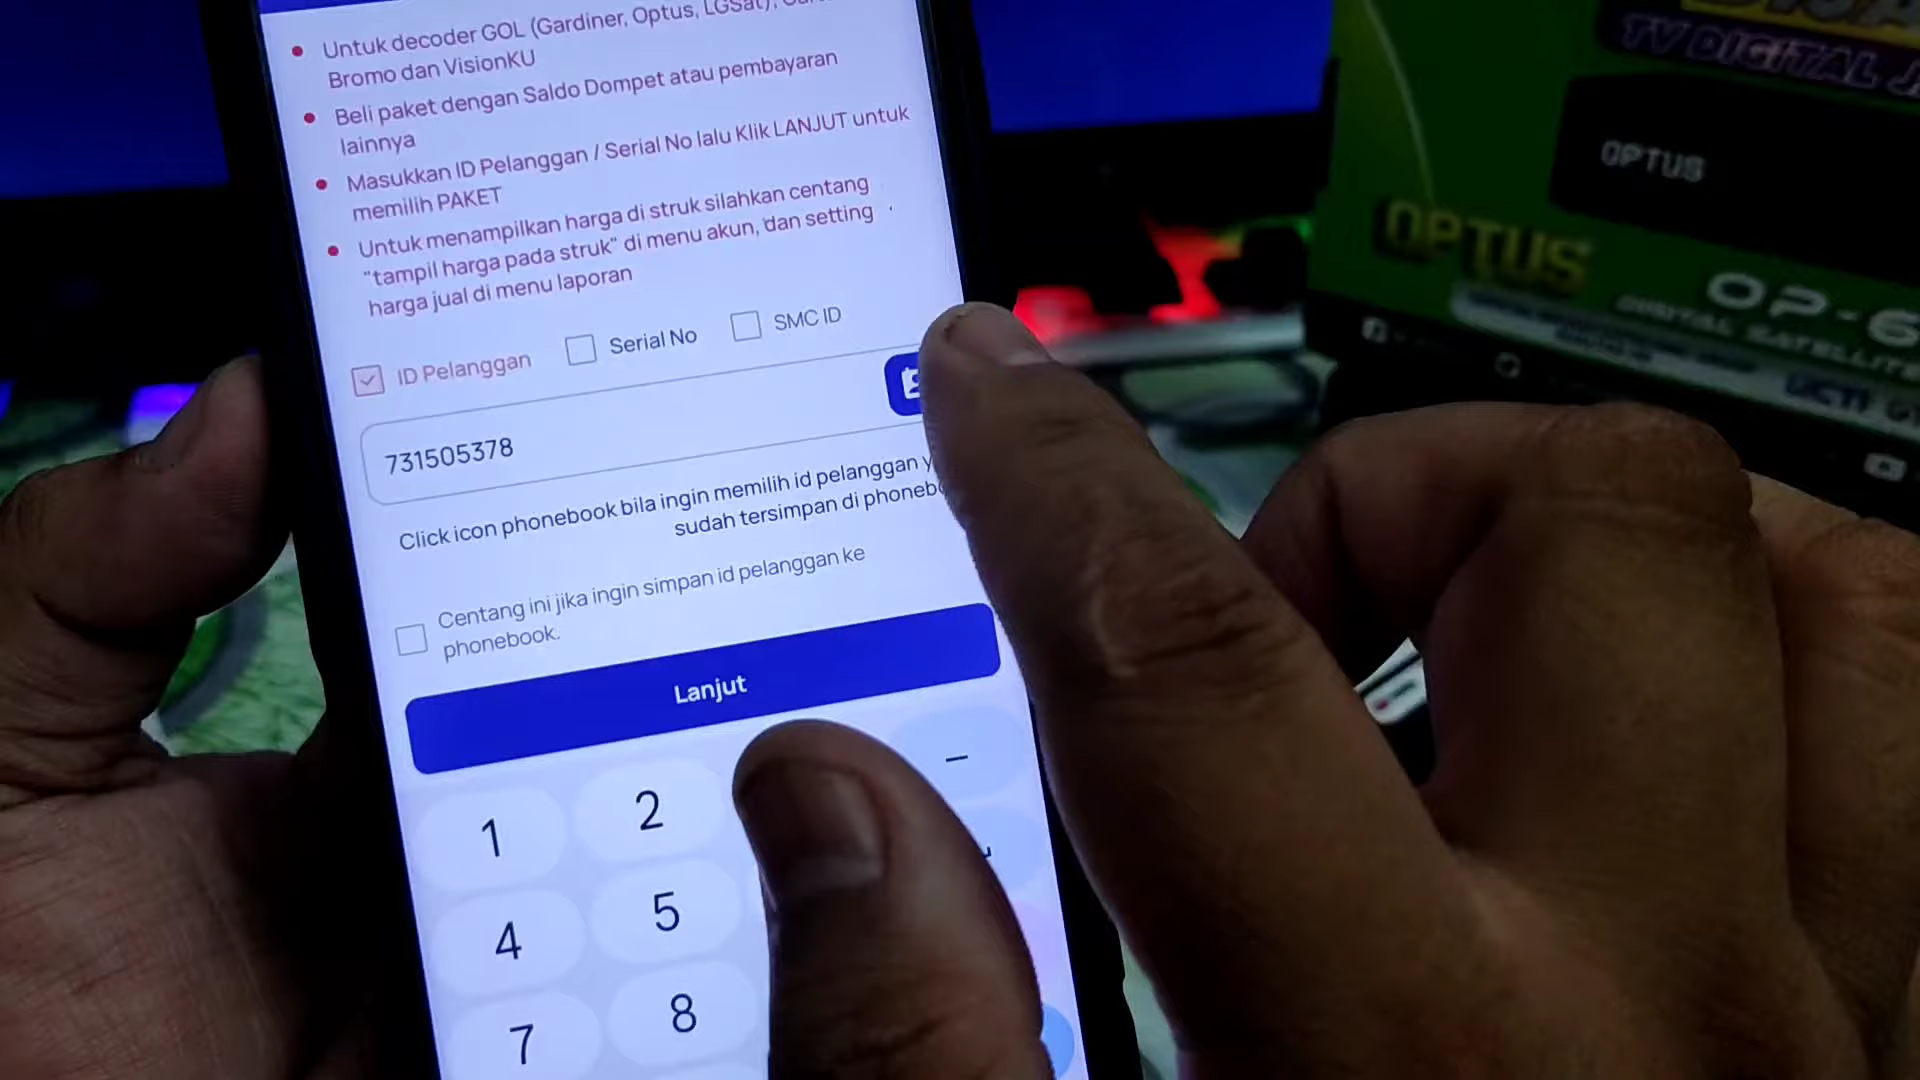 Untuk decoder GOL (Gardiner, Optus, LGSat),
Bromo dan VisionKU
Beli paket dengan Saldo Dompet atau pembayaran
lainnya
Masukkan ID Pelanggan / Serial No lalu Klik LANJUT untuk
memilih PAKET
Untuk menampilkan harga di struk silahkan centang
"tampil harga pada struk" di menu akun, dan setting
harga jual di menu laporan
ID Pelanggan
Serial No
SMC ID
731505378
Click icon phonebook bila ingin memilih id pelanggan y
sudah tersimpan di phoneb
Centang ini jika ingin simpan id pelanggan ke
phonebook.
Lanjut
1
2
-
4
5
7
8
TV DIGITAL
OPTUS
OPTUS
OP-6
DIGITAL SATELLITE